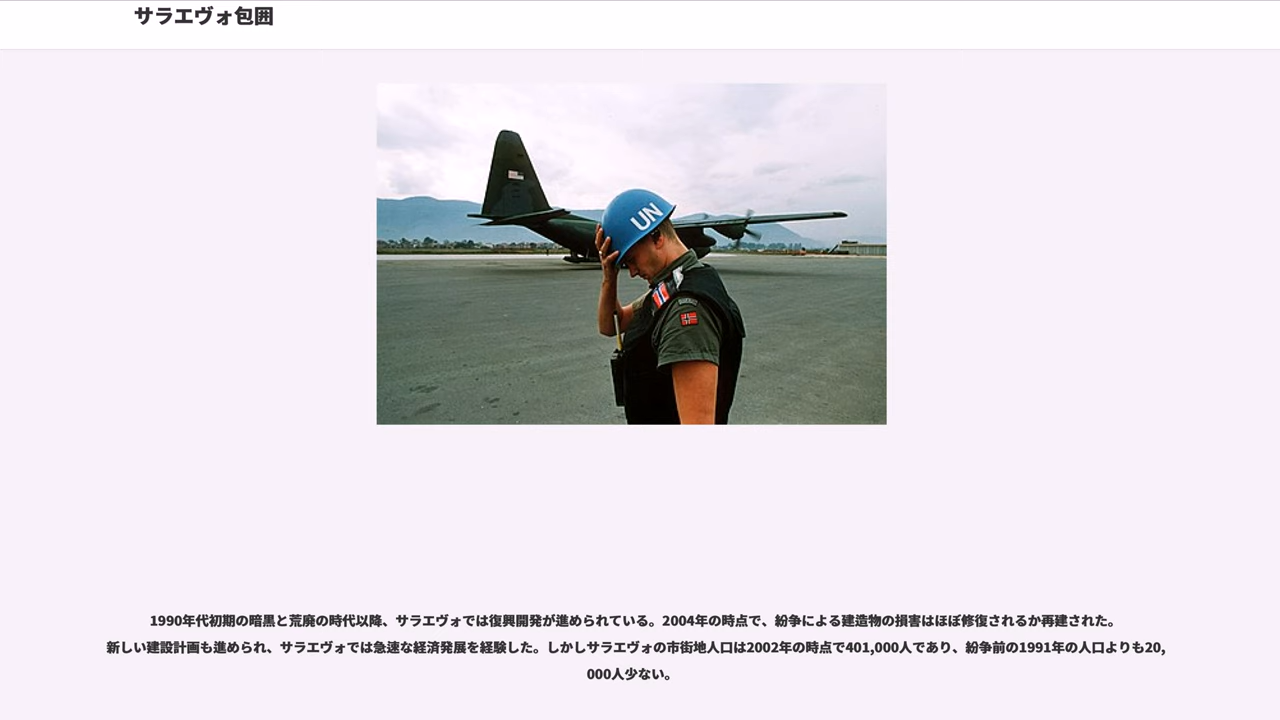 サラエヴォ包囲
UN
1990年代初期の暗黒と荒廃の時代以降、サラエヴォでは復興開発が進められている。2004年の時点で、紛争による建造物の損害はほぼ修復されるか再建された。
新しい建設計画も進められ、サラエヴォでは急速な経済発展を経験した。しかしサラエヴォの市街地人口は2002年の時点で401,000人であり、紛争前の1991年の人口よりも20,
000人少ない。